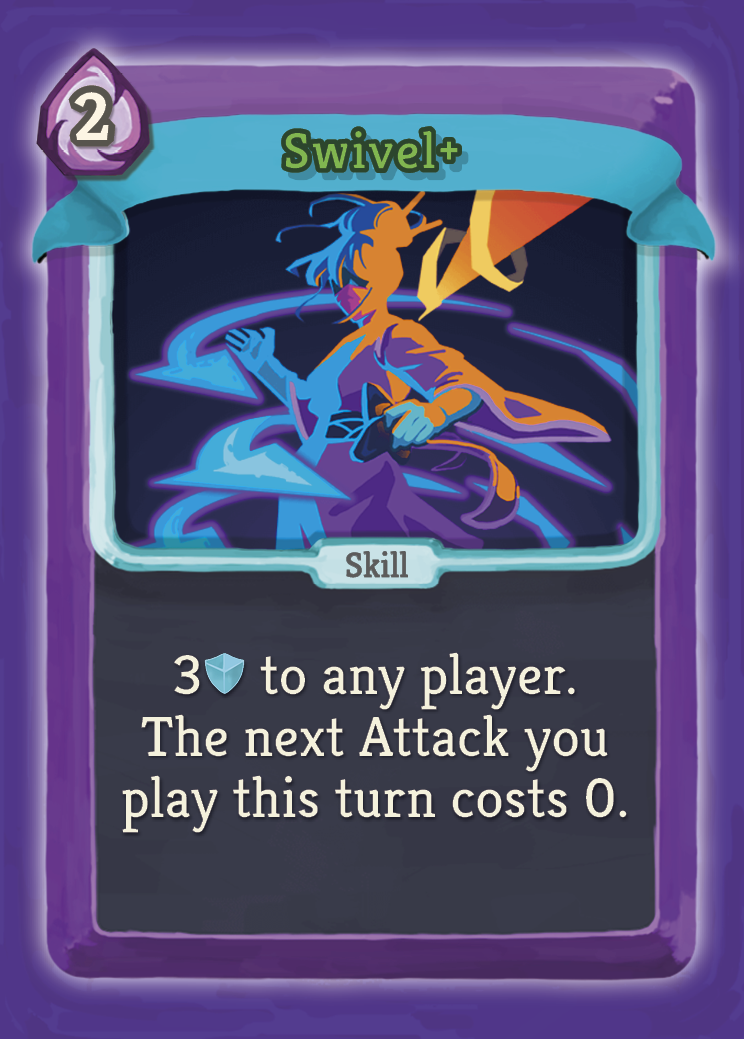 2
Swivel+
Skill
3 to any player.
The next Attack you
play this turn costs 0.